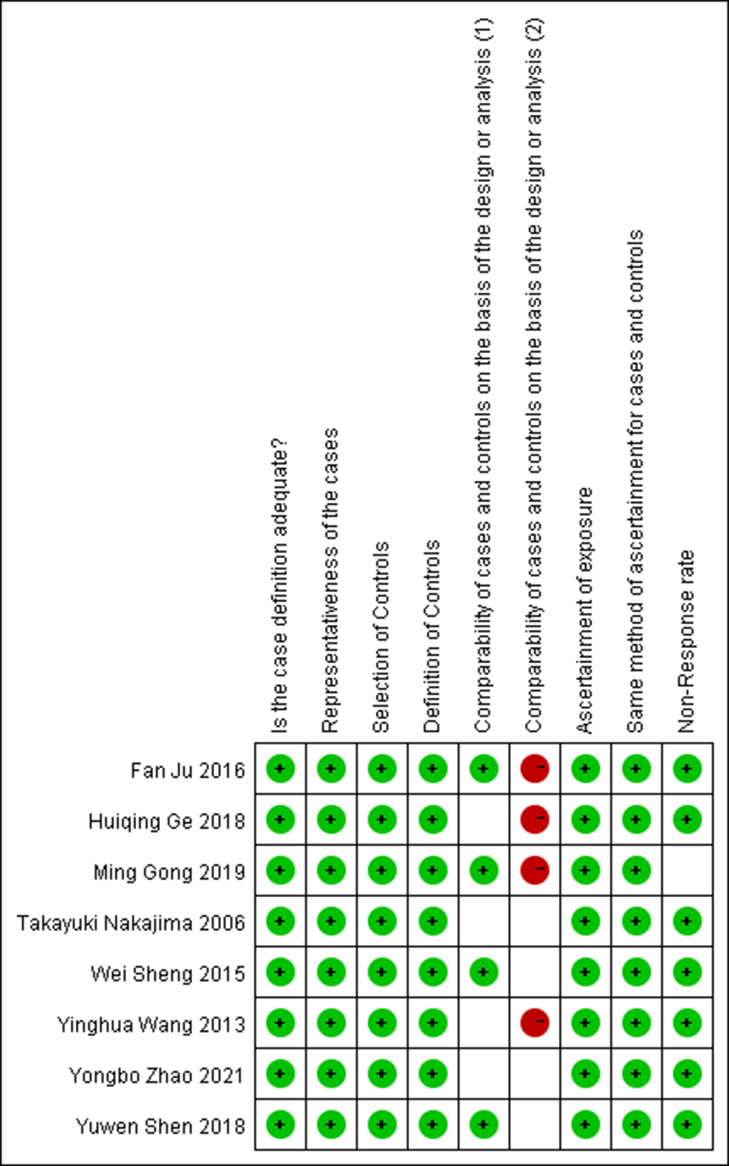 Is the case definition adequate?
Representativeness of the cases
Selection of Controls
Definition of Controls
Comparability of cases and controls on the basis of the design or analysis (1)
Comparability of cases and controls on the basis of the design or analysis (2)
Ascertainment of exposure
Same method of ascertainment for cases and controls
Non-Response rate
Fan Ju 2016 + + + + + - + + +
Huiqing Ge 2018 + + + + - + + +
Ming Gong 2019 + + + + + - + +
Takayuki Nakajima 2006 + + + + + + +
Wei Sheng 2015 + + + + + + + +
Yinghua Wang 2013 + + + + - + + +
Yongbo Zhao 2021 + + + + + + +
Yuwen Shen 2018 + + + + + + + +